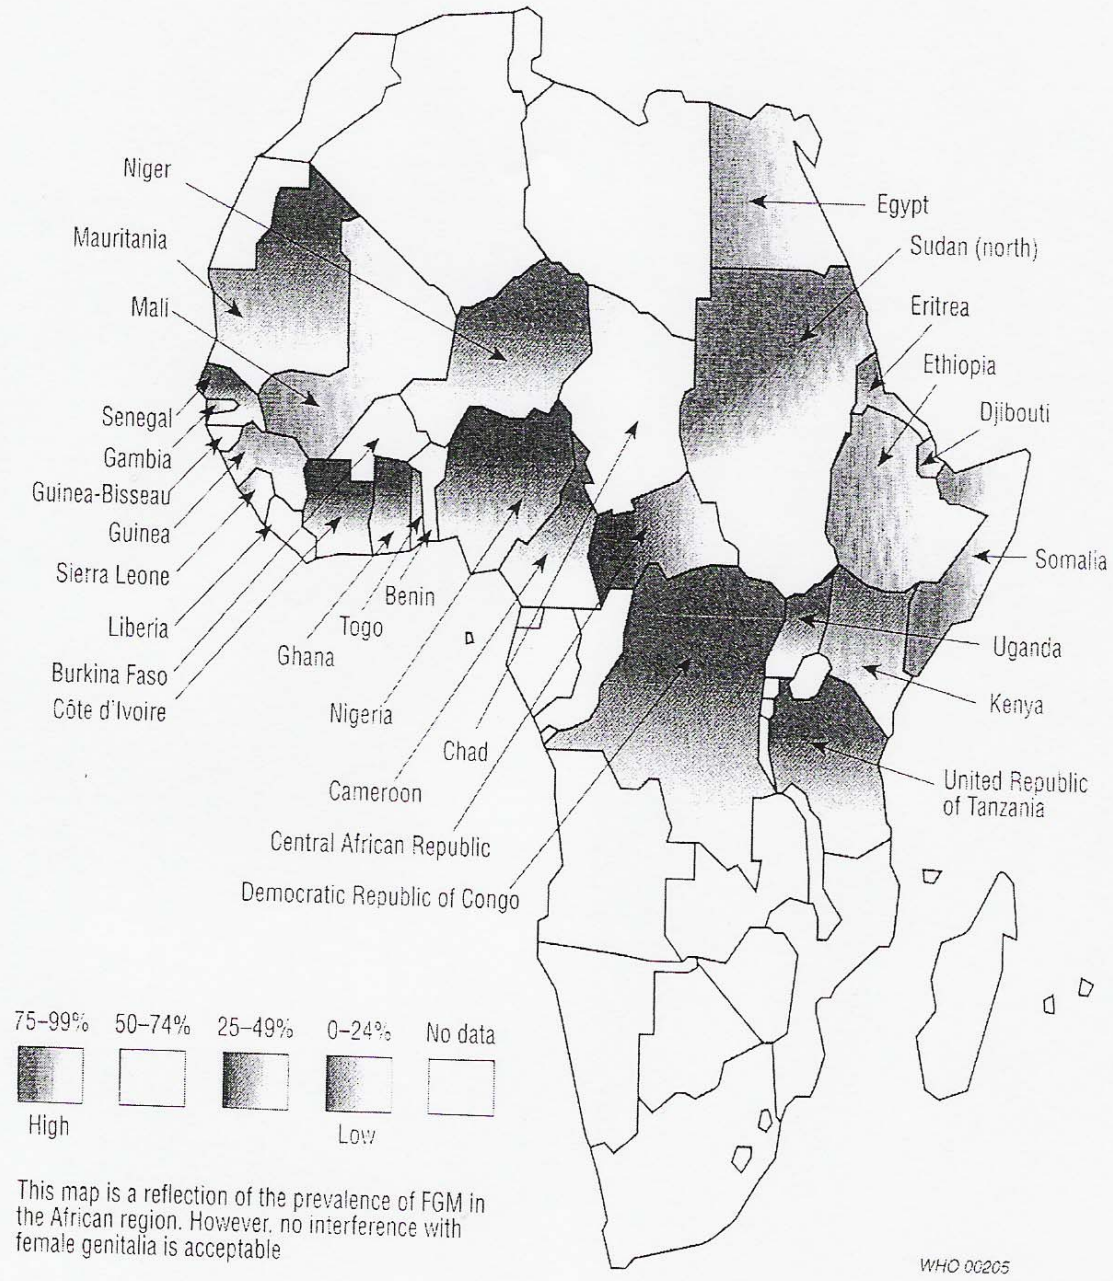 Niger
Mauritania
Mali
Senegal
Gambia
Guinea-Bisseau
Guinea
Sierra Leone
Liberia
Burkina Faso
Côte d'Ivoire
Ghana
Togo
Benin
Nigeria
Cameroon
Chad
Central African Republic
Democratic Republic of Congo
Egypt
Sudan (north)
Eritrea
Ethiopia
Djibouti
Somalia
Uganda
Kenya
United Republic
of Tanzania
75–99% 50–74% 25–49% 0–24% No data
High Low
This map is a reflection of the prevalence of FGM in
the African region. However, no interference with
female genitalia is acceptable
WHO 00205